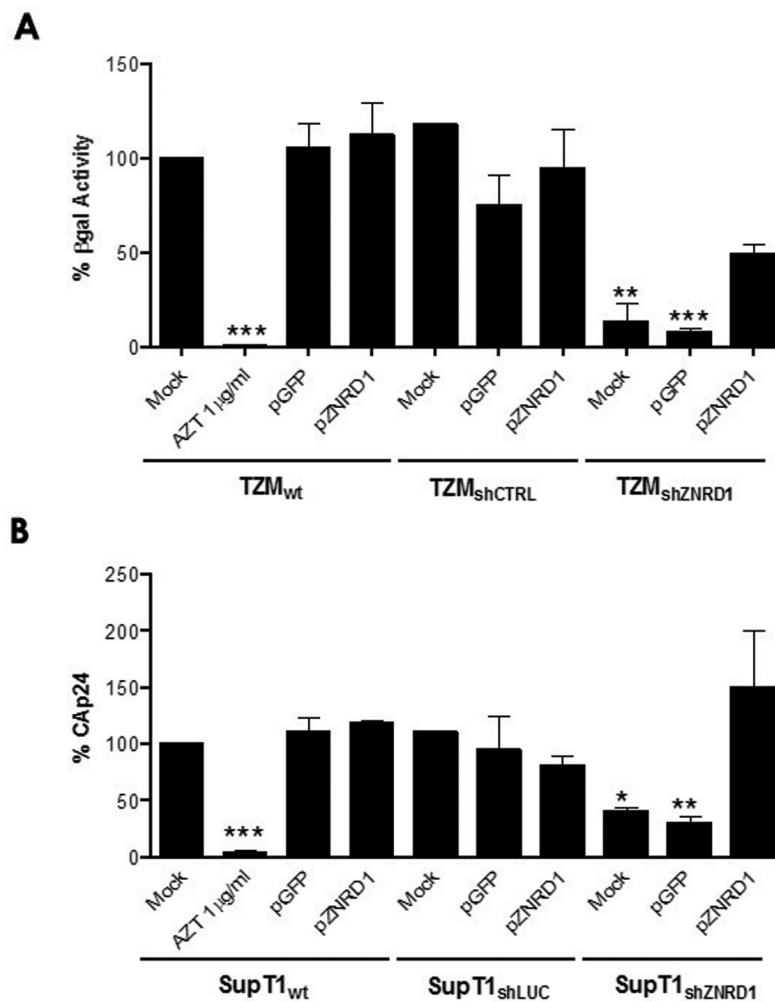 A
% βgal Activity
150
100
50
0
***
**
***
Mock
AZT 1 µg/ml
pGFP
pZNRD1
Mock
pGFP
pZNRD1
Mock
pGFP
pZNRD1
TZMwt
TZMshCTRL
TZMshZNRD1
B
% CAp24
250
200
150
100
50
0
***
*
**
Mock
AZT 1 µg/ml
pGFP
pZNRD1
Mock
pGFP
pZNRD1
Mock
pGFP
pZNRD1
SupT1wt
SupT1shLUC
SupT1shZNRD1